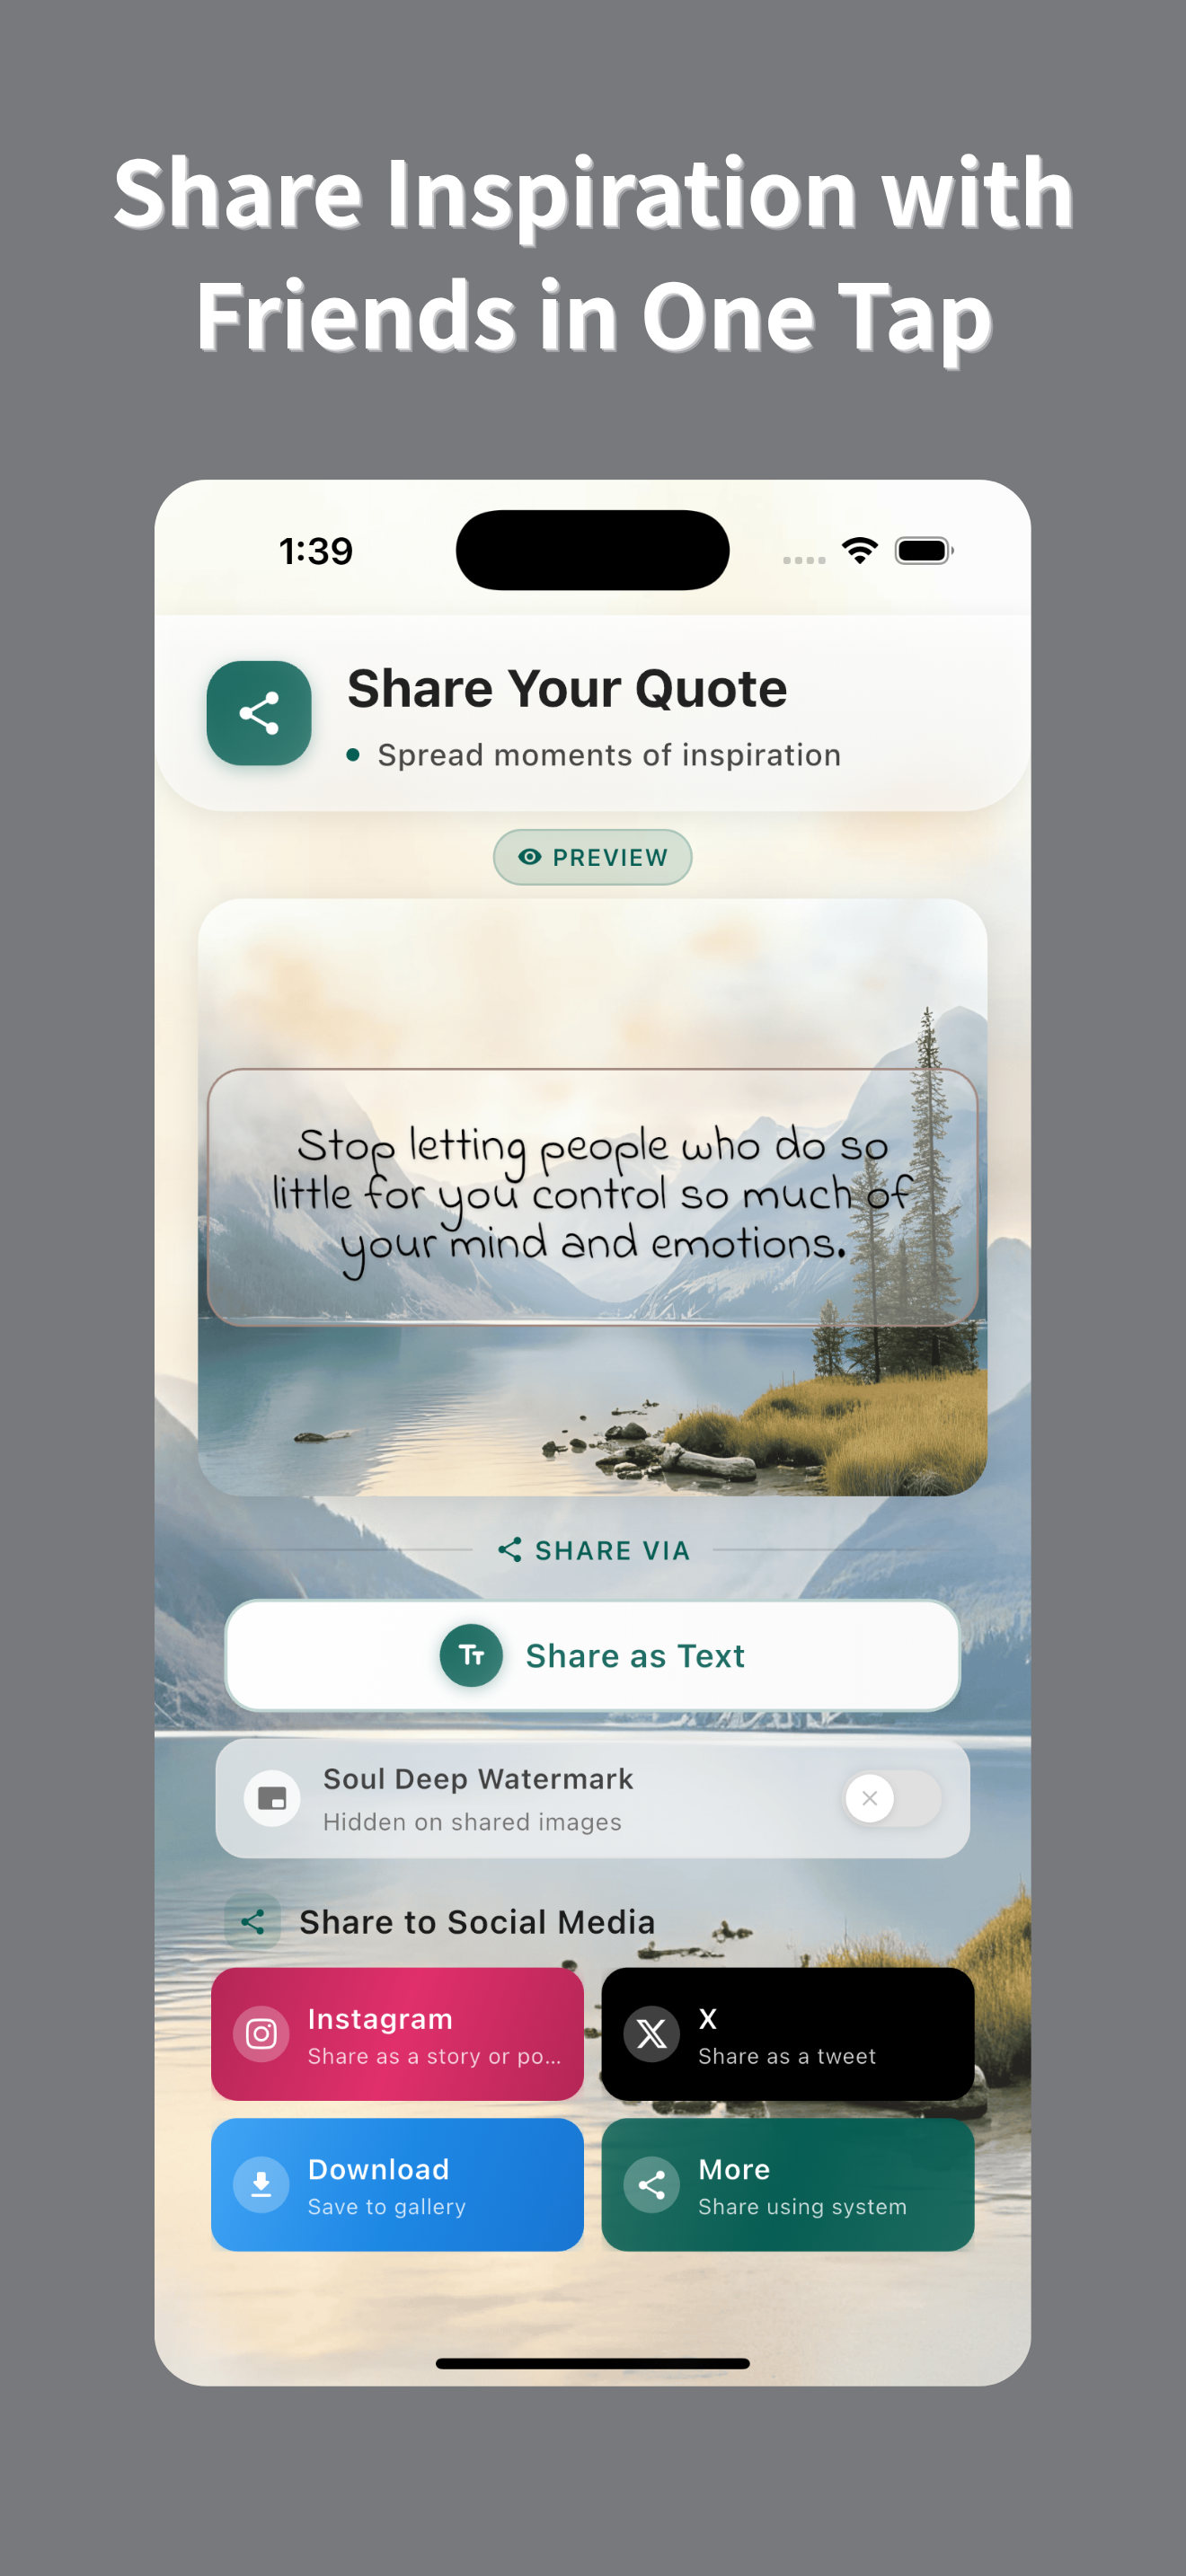 Share Inspiration with
Friends in One Tap
1:39
Share Your Quote
Spread moments of inspiration
PREVIEW
Stop letting people who do so
little for you control so much of
your mind and emotions.
SHARE VIA
TT Share as Text
Soul Deep Watermark
Hidden on shared images
Share to Social Media
Instagram
Share as a story or po...
X
Share as a tweet
Download
Save to gallery
More
Share using system